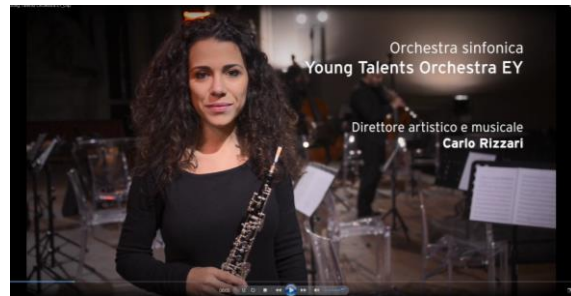 Orchestra sinfonica
Young Talents Orchestra EY
Direttore artistico e musicale
Carlo Rizzari